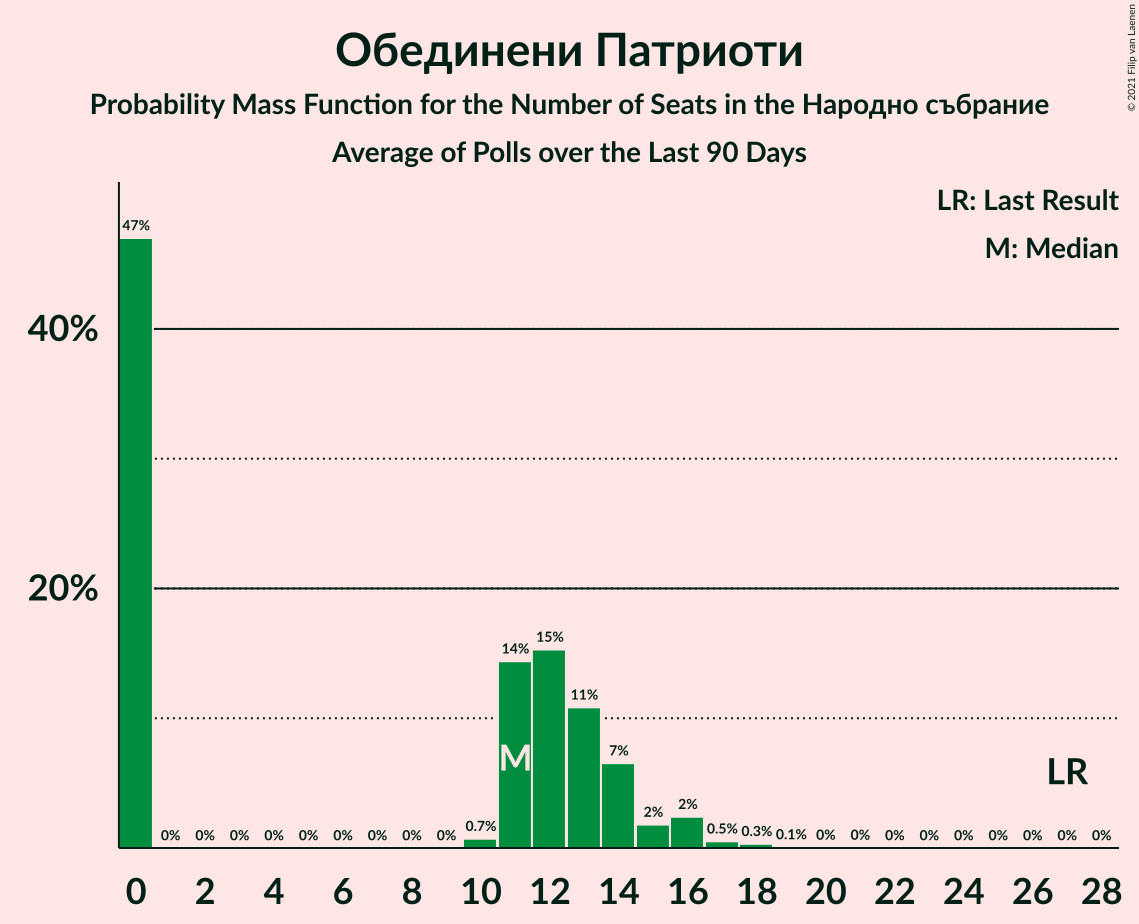 Обединени Патриоти
Probability Mass Function for the Number of Seats in the Народно събрание
Average of Polls over the Last 90 Days
© 2021 Filip van Laenen
LR: Last Result
M: Median
47%
40%
20%
15%
14%
11%
7%
2%
2%
0.7%
0.5%
0.3%
0.1%
0% 0% 0% 0% 0% 0% 0% 0% 0%
0% 0% 0% 0% 0% 0% 0% 0% 0%
M
LR
0 2 4 6 8 10 12 14 16 18 20 22 24 26 28